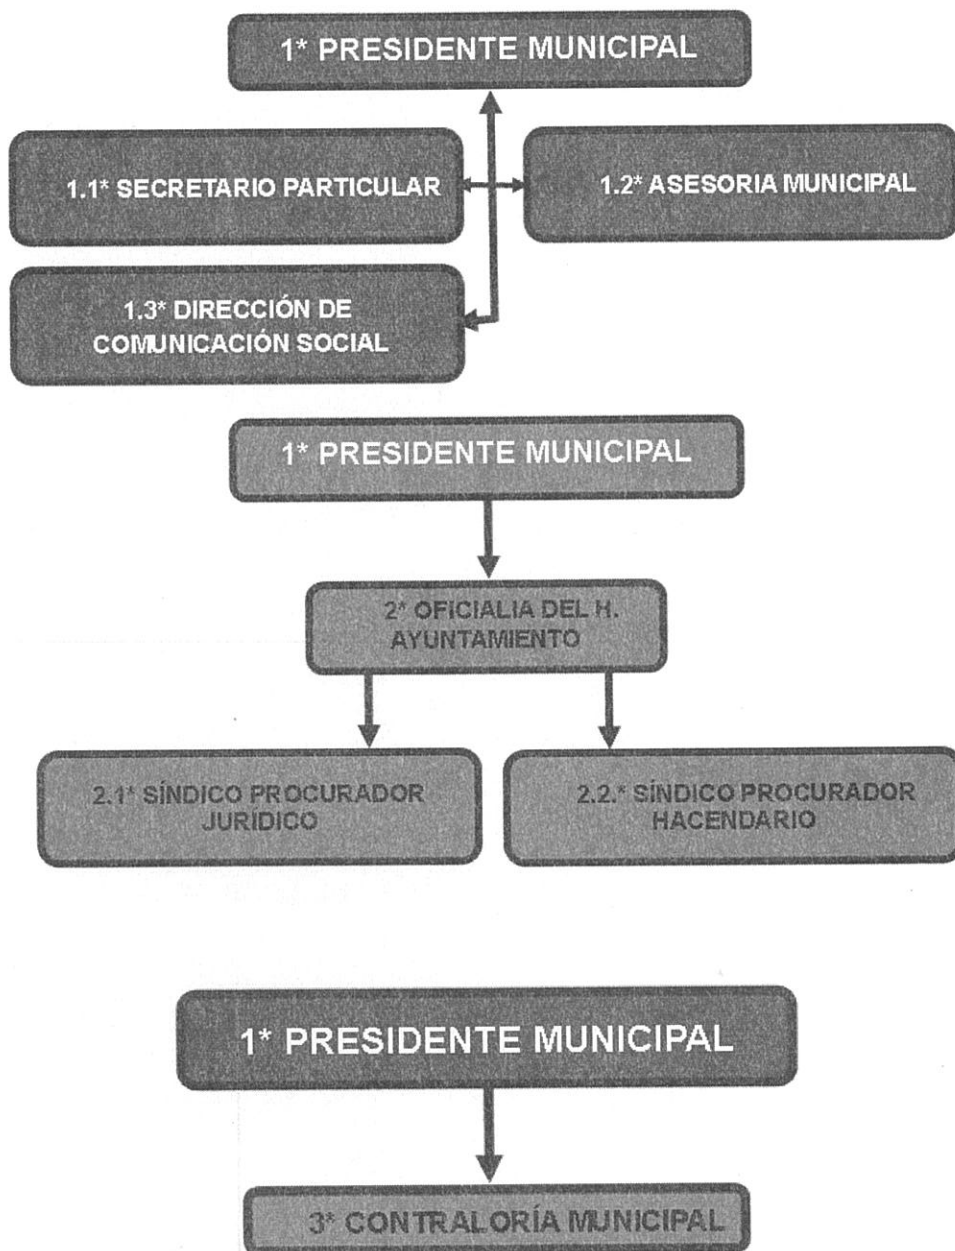 1* PRESIDENTE MUNICIPAL
1.1* SECRETARIO PARTICULAR
1.2* ASESORIA MUNICIPAL
1.3* DIRECCIÓN DE
COMUNICACIÓN SOCIAL
1* PRESIDENTE MUNICIPAL
2* OFICIALIA DEL H.
AYUNTAMIENTO
2.1* SÍNDICO PROCURADOR
JURÍDICO
2.2.* SÍNDICO PROCURADOR
HACENDARIO
1* PRESIDENTE MUNICIPAL
3* CONTRALORÍA MUNICIPAL